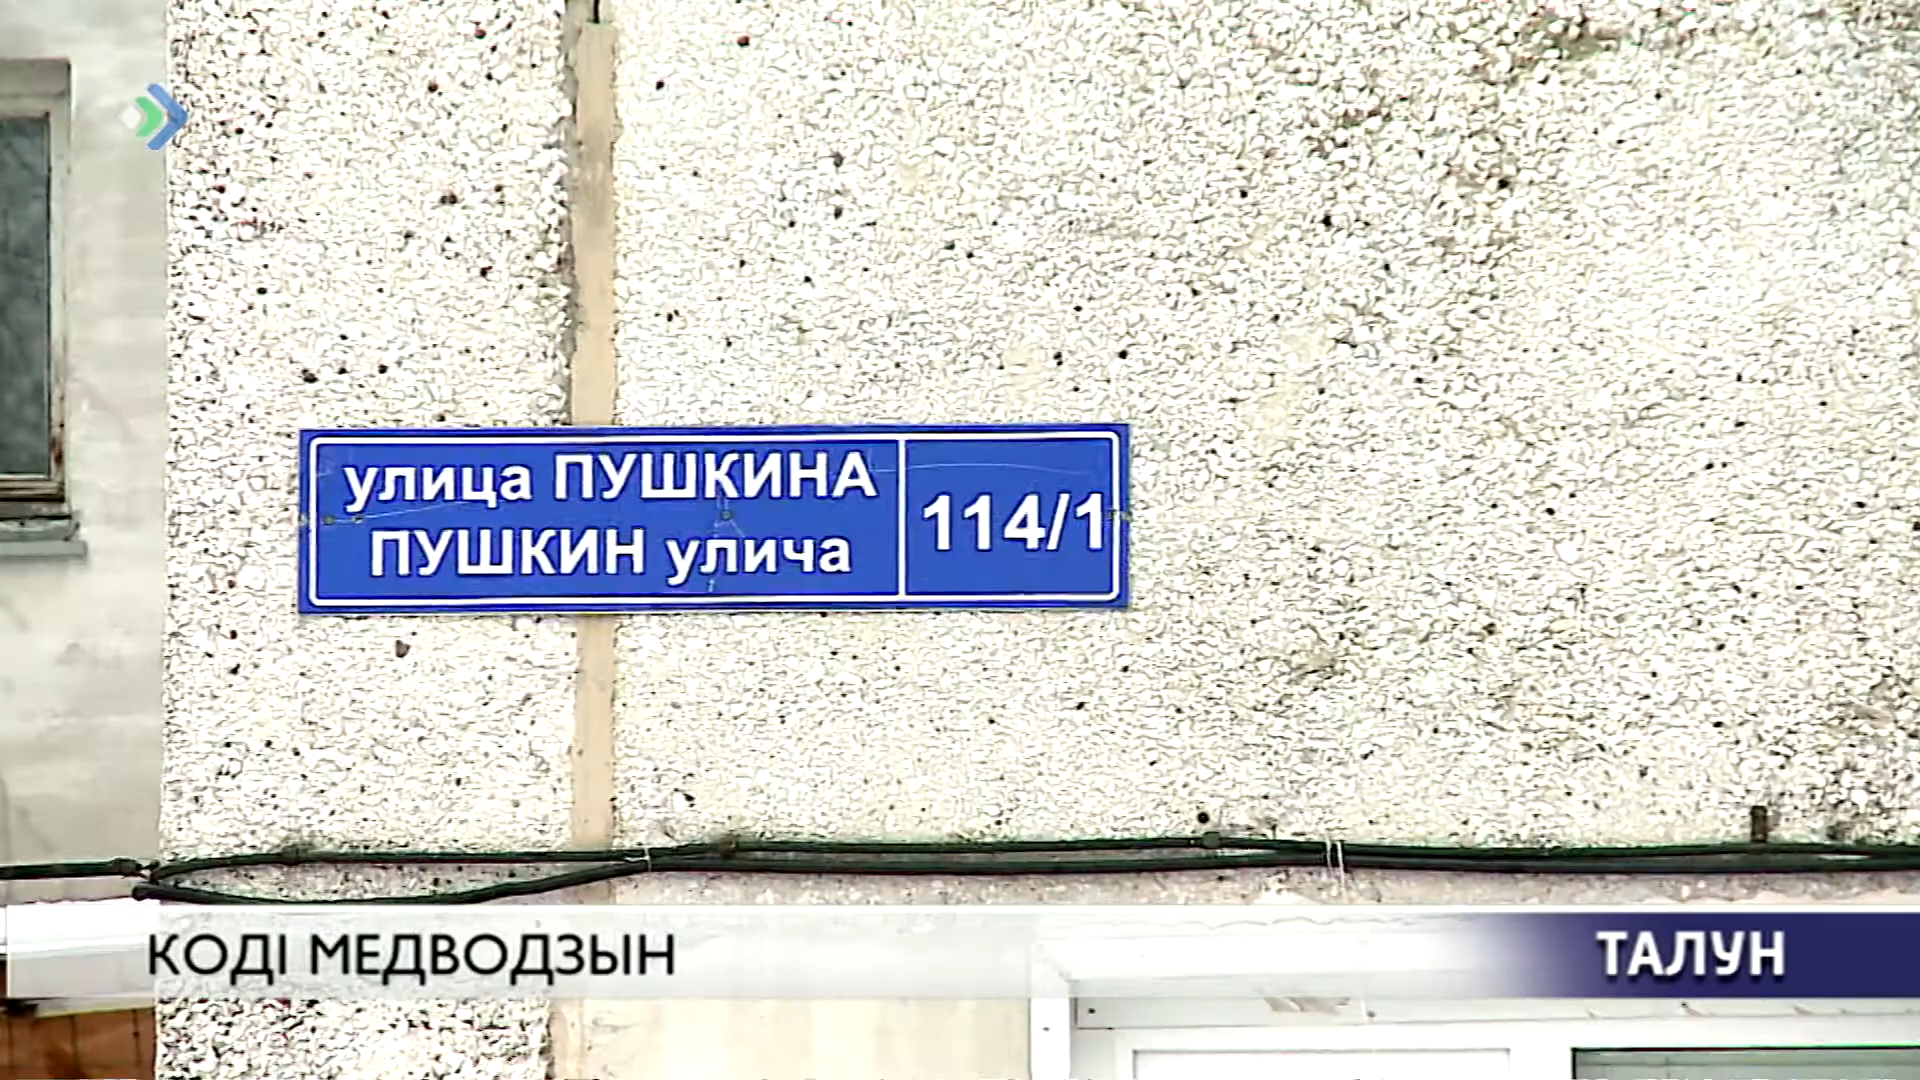 улица ПУШКИНА
ПУШКИН улича
114/1
КОДІ МЕДВОДЗЫН
ТАЛУН